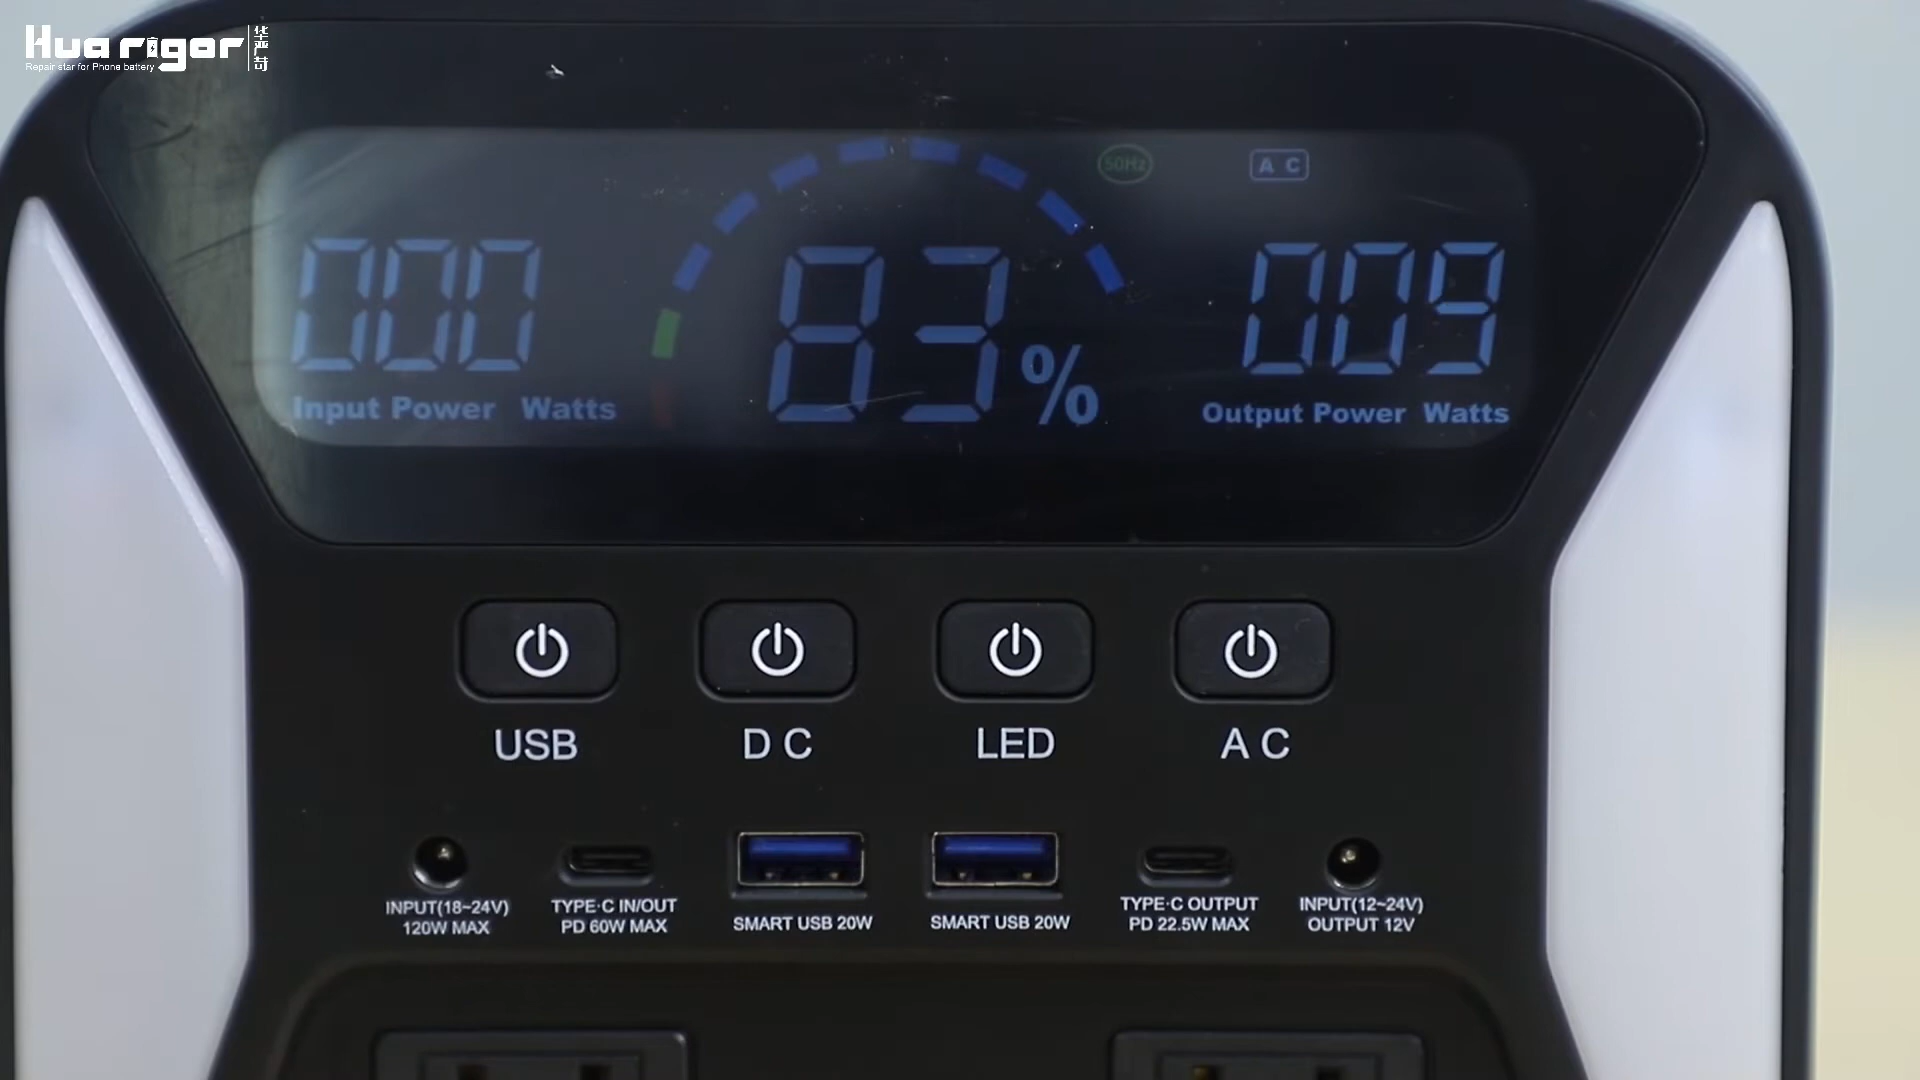 Hua rigor 华严苛
Repair star for Phone battery
50Hz
A C
000
83%
009
Input Power Watts
Output Power Watts
USB
D C
LED
A C
INPUT(18~24V)
120W MAX
TYPE-C IN/OUT
PD 60W MAX
SMART USB 20W
SMART USB 20W
TYPE-C OUTPUT
PD 22.5W MAX
INPUT(12~24V)
OUTPUT 12V